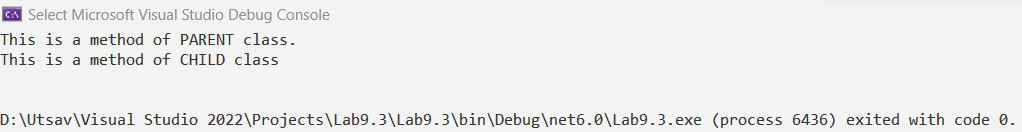 Select Microsoft Visual Studio Debug Console
This is a method of PARENT class.
This is a method of CHILD class
D:\Utsav\Visual Studio 2022\Projects\Lab9.3\Lab9.3\bin\Debug\net6.0\Lab9.3.exe (process 6436) exited with code 0.